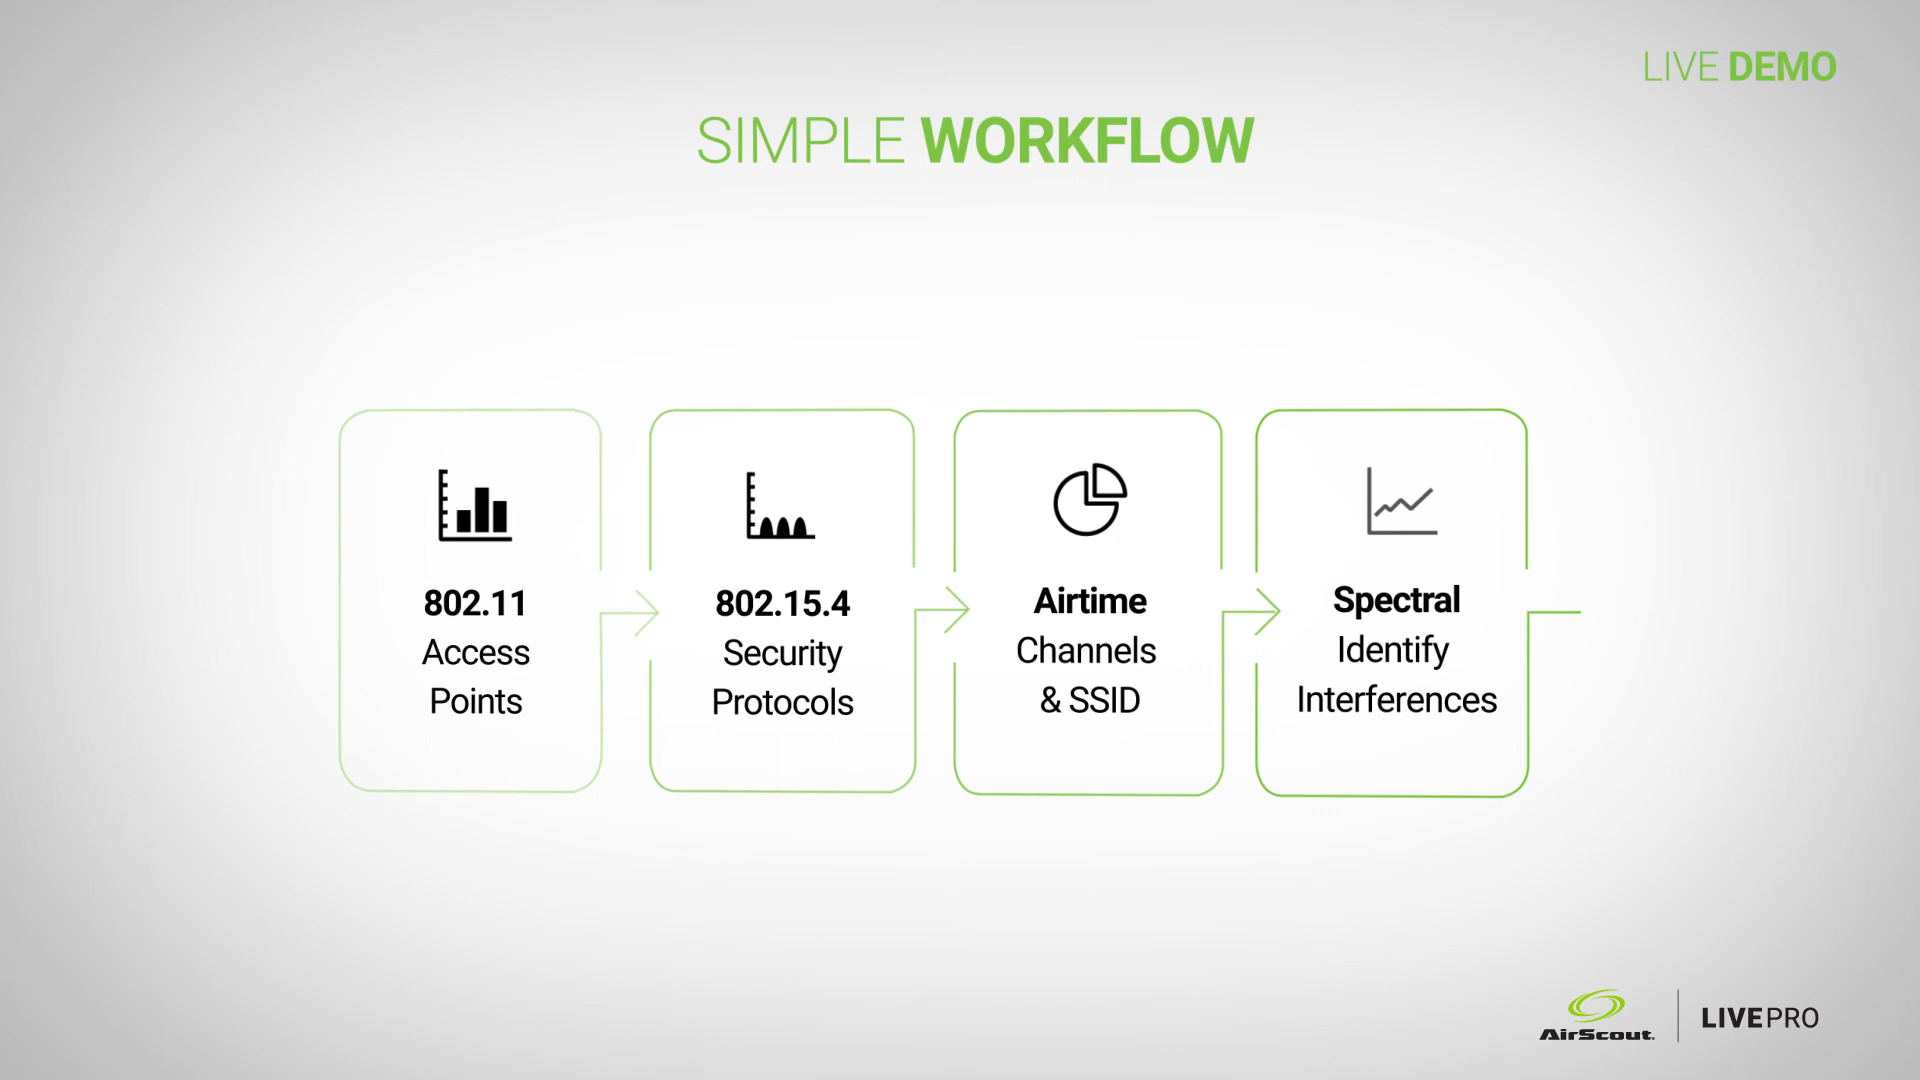 LIVE DEMO
SIMPLE WORKFLOW
802.11
Access
Points
802.15.4
Security
Protocols
Airtime
Channels
& SSID
Spectral
Identify
Interferences
AirScout.
LIVEPRO